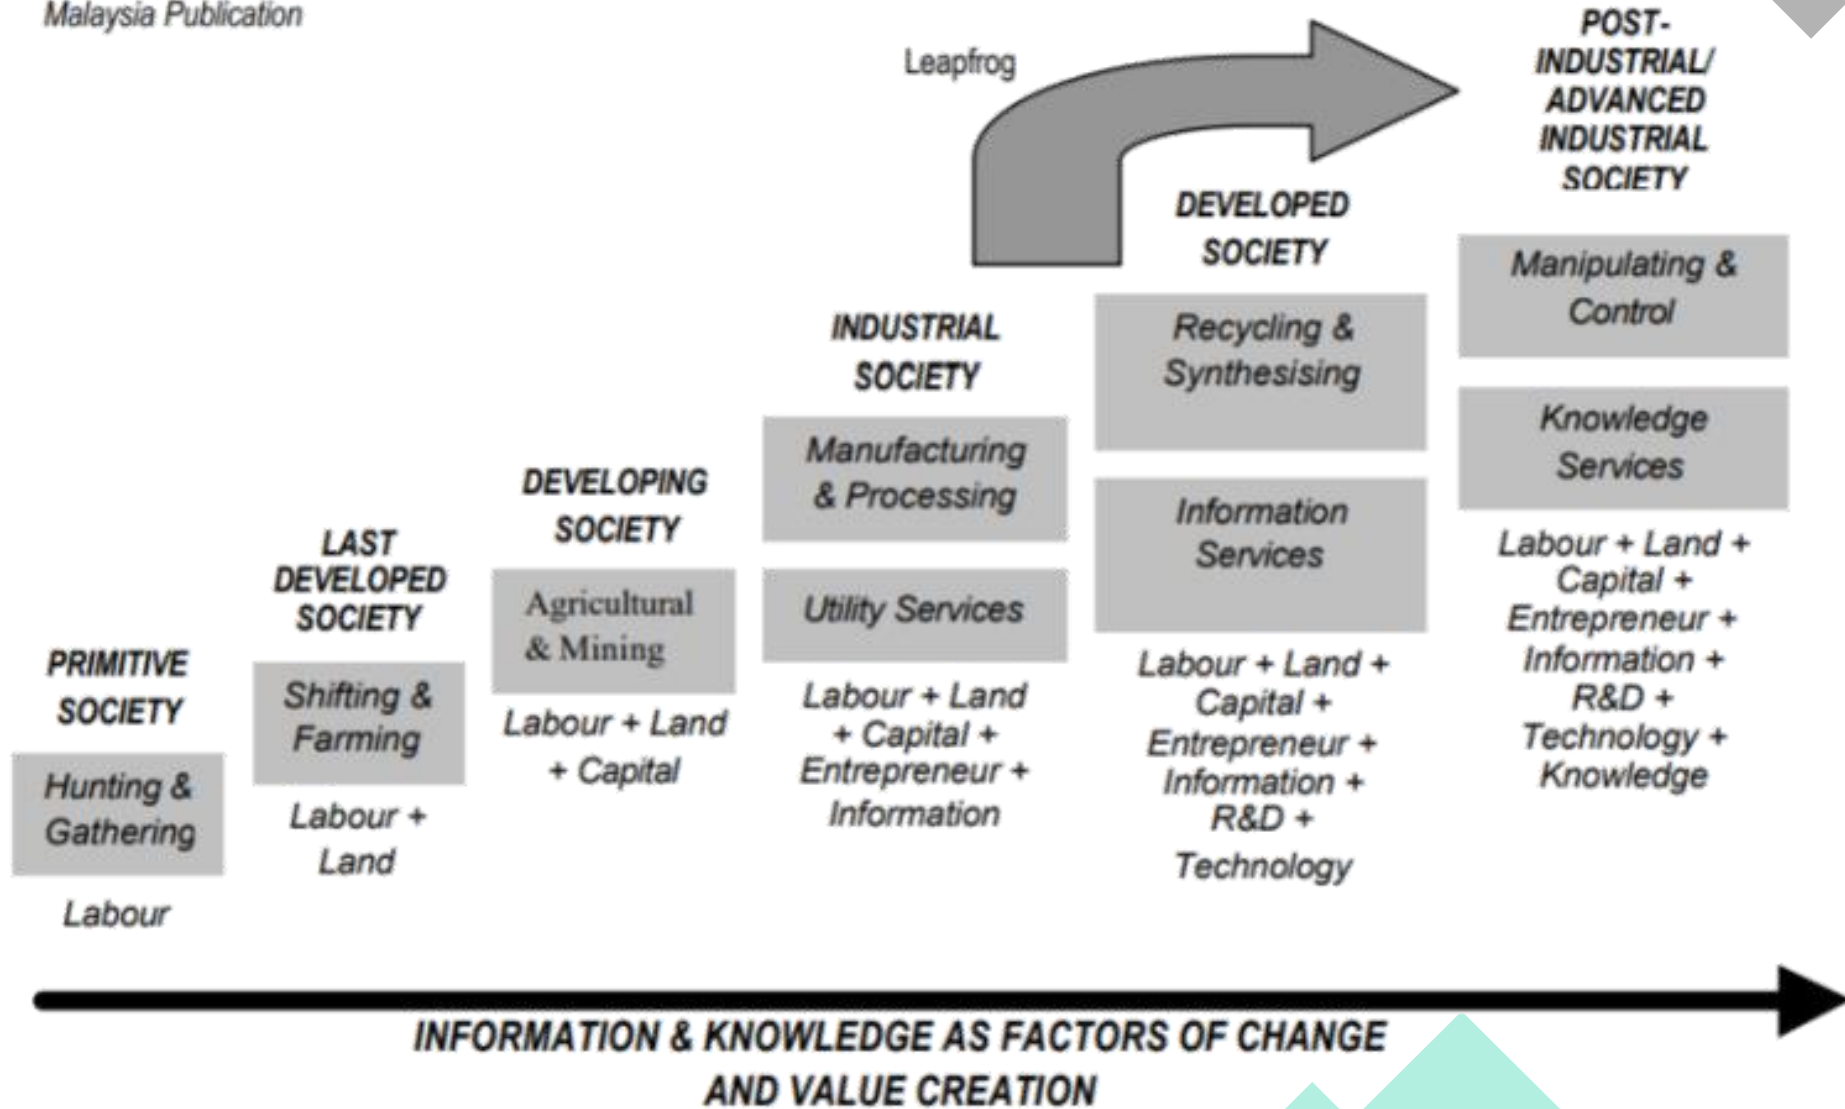 Malaysia Publication
Leapfrog
POST-
INDUSTRIAL/
ADVANCED
INDUSTRIAL
SOCIETY
Manipulating &
Control
Knowledge
Services
Labour + Land +
Capital +
Entrepreneur +
Information +
R&D +
Technology +
Knowledge
DEVELOPED
SOCIETY
Recycling &
Synthesising
Information
Services
Labour + Land +
Capital +
Entrepreneur +
Information +
R&D +
Technology
INDUSTRIAL
SOCIETY
Manufacturing
& Processing
Utility Services
Labour + Land
+ Capital +
Entrepreneur +
Information
DEVELOPING
SOCIETY
Agricultural
& Mining
Labour + Land
+ Capital
LAST
DEVELOPED
SOCIETY
Shifting &
Farming
Labour +
Land
PRIMITIVE
SOCIETY
Hunting &
Gathering
Labour
INFORMATION & KNOWLEDGE AS FACTORS OF CHANGE
AND VALUE CREATION